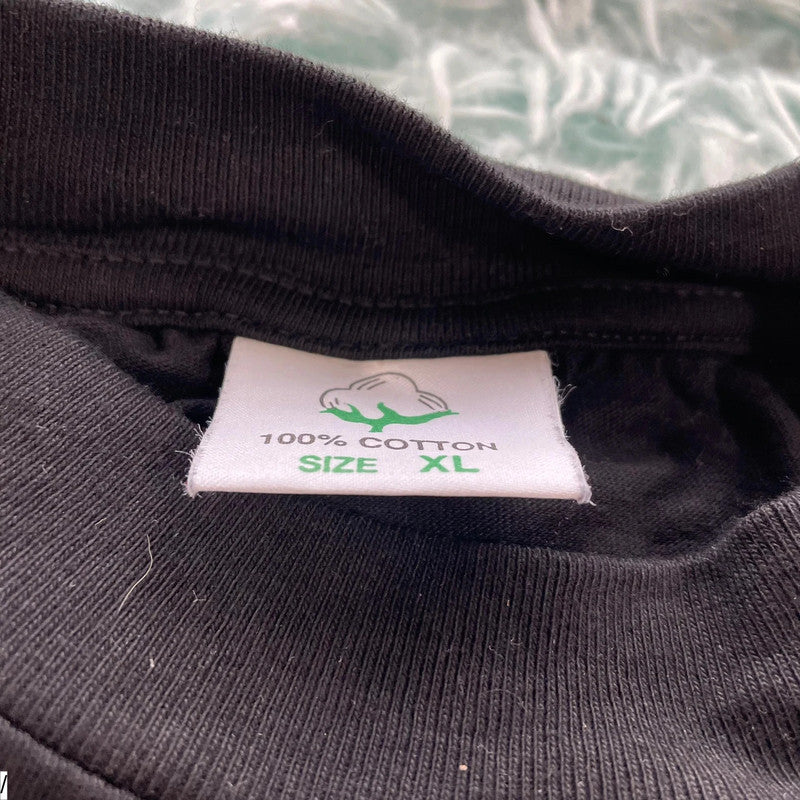 100% COTTON
SIZE XL
/